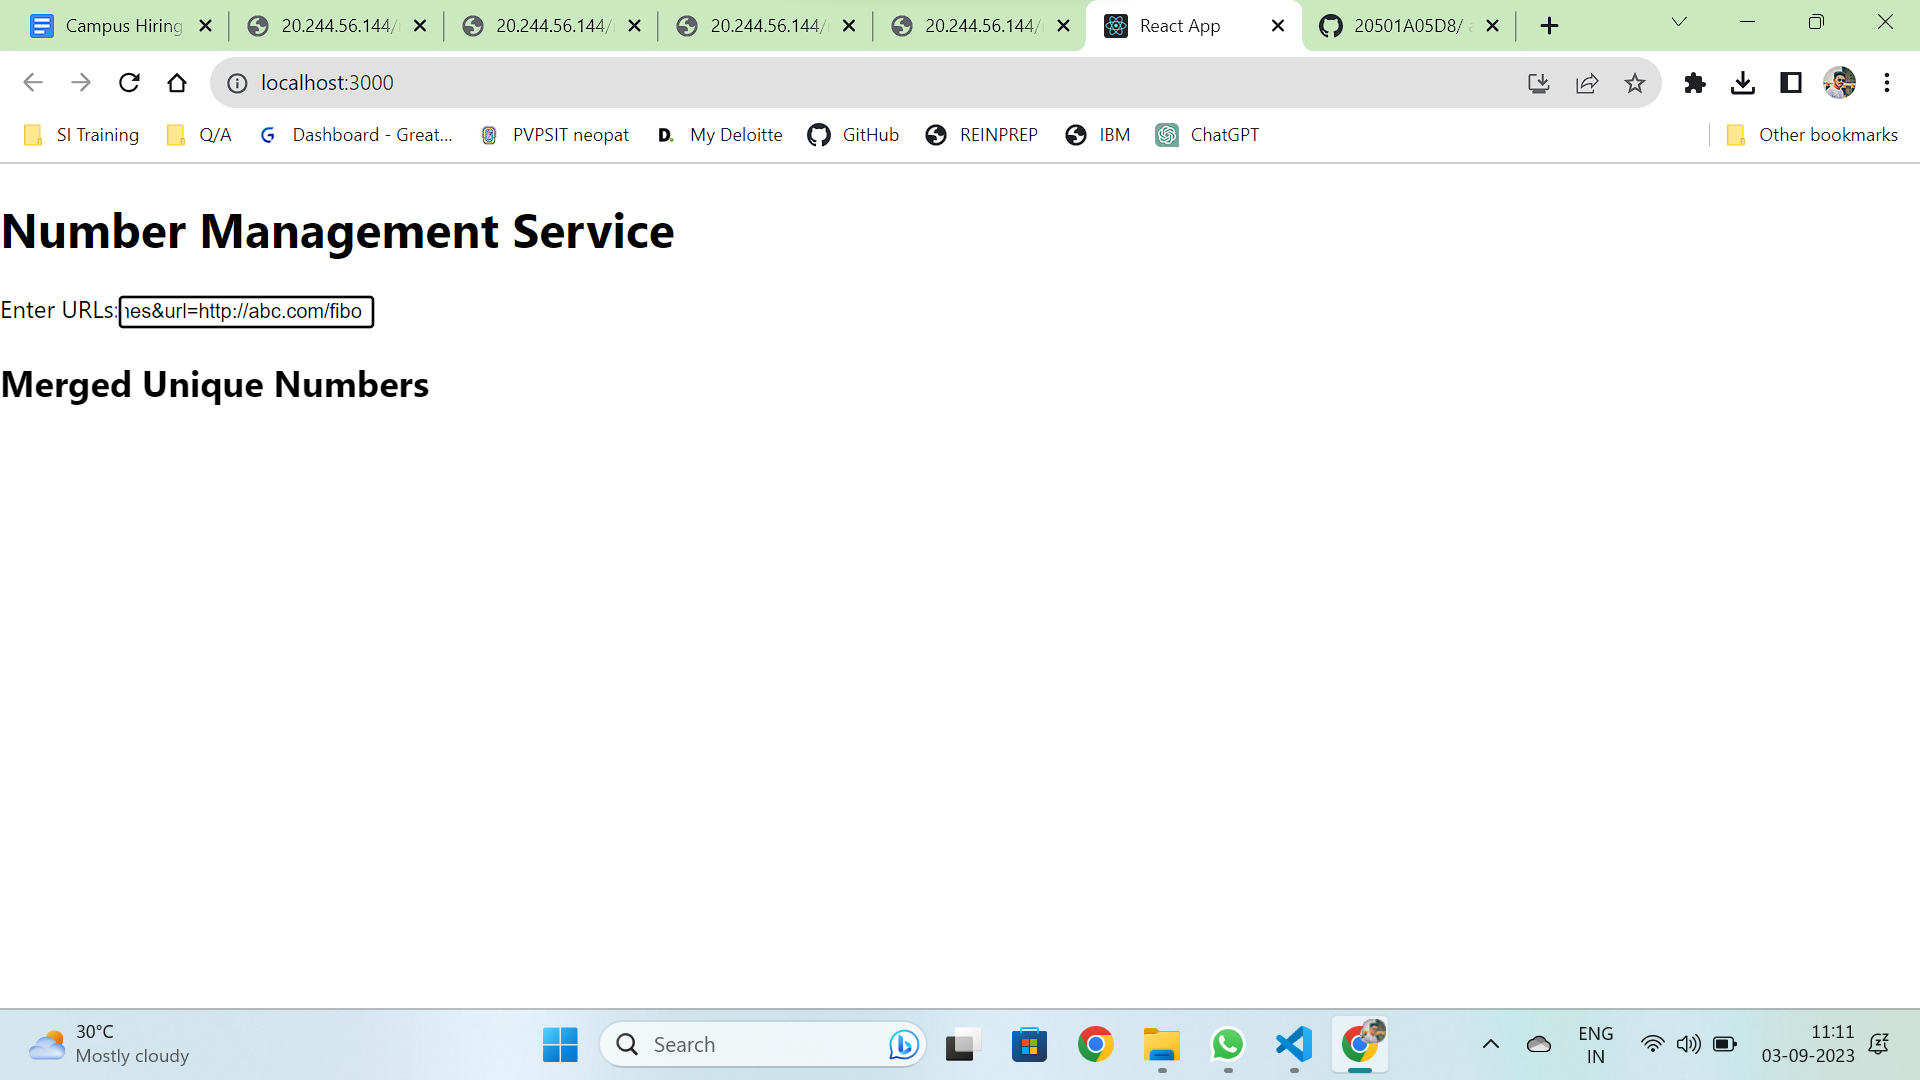 Campus Hiring
20.244.56.144/
20.244.56.144/
20.244.56.144/
20.244.56.144/
React App
20501A05D8/
localhost:3000
SI Training
Q/A
Dashboard - Great...
PVPSIT neopat
D. My Deloitte
GitHub
REINPREP
IBM
ChatGPT
Other bookmarks
Number Management Service
Enter URLs: nes&url=http://abc.com/fibo
Merged Unique Numbers
30°C
Mostly cloudy
Search
ENG
IN
11:11
03-09-2023